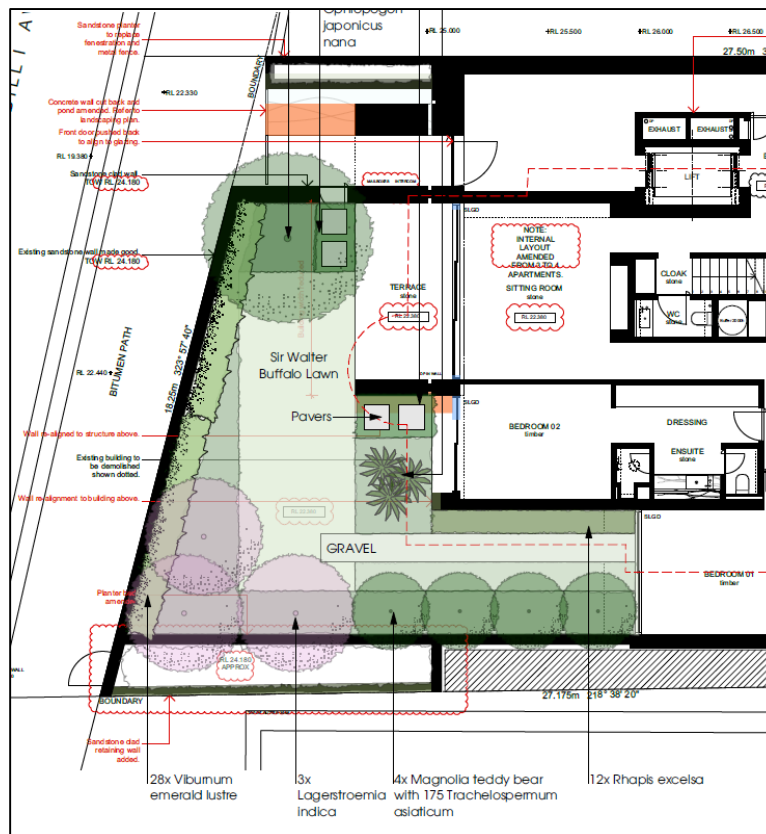 Ophiopogon
japonicus
nana
Sandstone planter
to replace
fenestration and
metal fence.
BOUNDARY
RL 25.000
RL 25.500
RL 26.000
RL 26.500
27.50m
RL 22.330
Concrete wall cut back and
pond amended. Refer to
landscaping plan.
Front door pushed back
to align to glazing.
RL 19.380
EXHAUST
EXHAUST
LIFT
Sandstone clad wall.
TOW RL 24.180
SLGD
NOTE:
INTERNAL
LAYOUT
AMENDED
FROM 3 TO 4
APARTMENTS.
Existing sandstone wall made good.
TOW RL 24.180
TERRACE
stone
RL 22.380
SITTING ROOM
stone
RL 22.380
CLOAK
stone
WC
stone
BITUMEN PATH
18.25m 323° 57' 40"
RL 22.440
Sir Walter
Buffalo Lawn
Pavers
SLGD
Wall re-aligned to structure above.
BEDROOM 02
timber
DRESSING
ENSUITE
stone
Existing building to
be demolished
shown dotted.
Wall re-alignment to building above.
SLGD
GRAVEL
BEDROOM 01
timber
RL 24.180
APPROX
BOUNDARY
27.175m 218° 38' 20"
Sandstone clad
retaining wall
added.
28x Viburnum
emerald lustre
3x
Lagerstroemia
indica
4x Magnolia teddy bear
with 175 Trachelospermum
asiaticum
12x Rhapis excelsa